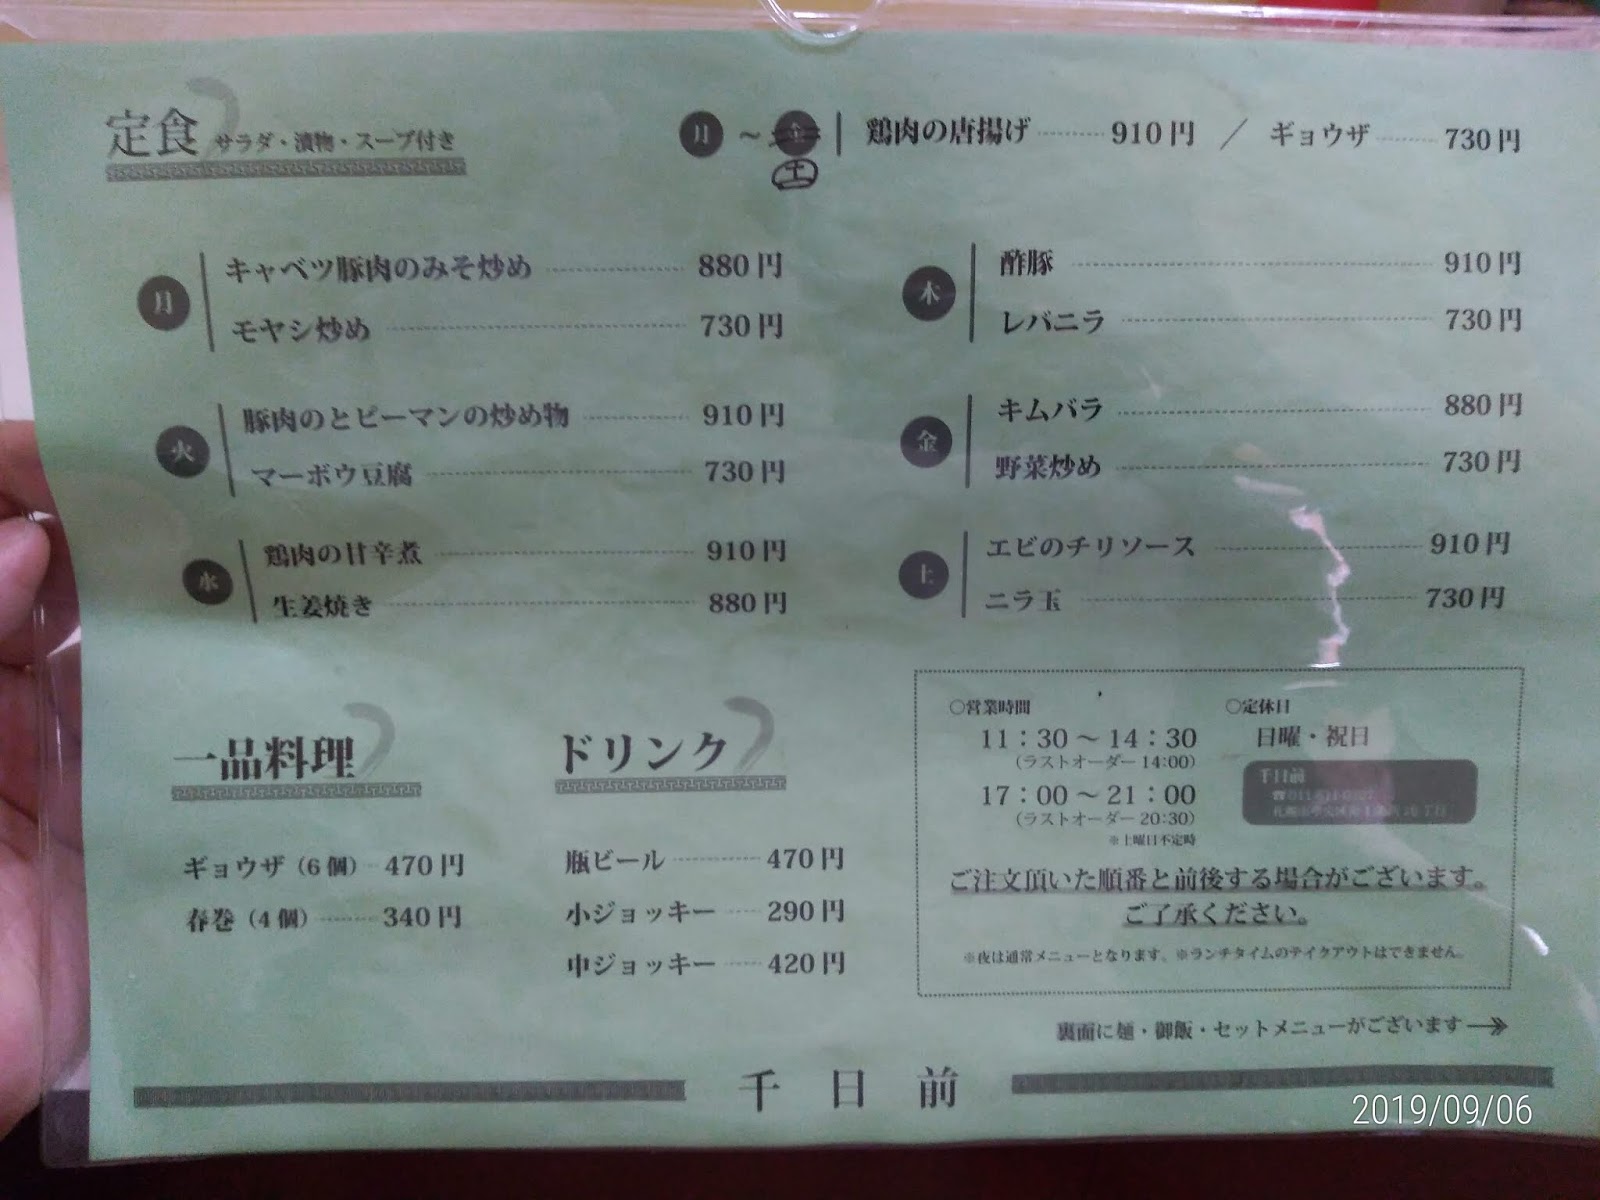 定食 サラダ・漬物・スープ付き
月 ～ 金 土 鶏肉の唐揚げ 910円 ／ ギョウザ 730円
月
キャベツ豚肉のみそ炒め 880円
モヤシ炒め 730円
火
豚肉のとピーマンの炒め物 910円
マーボウ豆腐 730円
水
鶏肉の甘辛煮 910円
生姜焼き 880円
木
酢豚 910円
レバニラ 730円
金
キムバラ 880円
野菜炒め 730円
土
エビのチリソース 910円
ニラ玉 730円
一品料理
ギョウザ（6個） 470円
春巻（4個） 340円
ドリンク
瓶ビール 470円
小ジョッキー 290円
中ジョッキー 420円
○営業時間
11：30～14：30
（ラストオーダー 14:00）
17：00～21：00
（ラストオーダー 20:30）
※土曜日不定時
○定休日
日曜・祝日
千日前
ご注文頂いた順番と前後する場合がございます。
ご了承ください。
※夜は通常メニューとなります。※ランチタイムのテイクアウトはできません。
裏面に麺・御飯・セットメニューがございます
千日前
2019/09/06